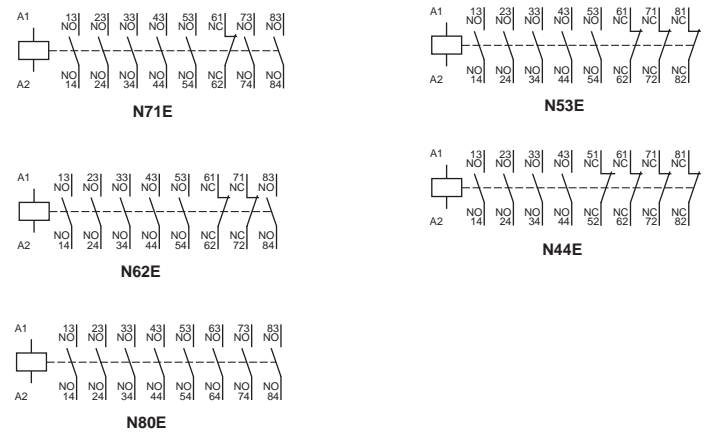 A1 13 23 33 43 53 61 73 83
NO NO NO NO NO NC NO NO
NO NO NO NO NO NC NO NO
A2 14 24 34 44 54 62 74 84
N71E
A1 13 23 33 43 53 61 71 81
NO NO NO NO NO NC NC NC
NO NO NO NO NO NC NC NC
A2 14 24 34 44 54 62 72 82
N53E
A1 13 23 33 43 53 61 71 83
NO NO NO NO NO NC NC NO
NO NO NO NO NO NC NC NO
A2 14 24 34 44 54 62 72 84
N62E
A1 13 23 33 43 51 61 71 81
NO NO NO NO NC NC NC NC
NO NO NO NO NC NC NC NC
A2 14 24 34 44 52 62 72 82
N44E
A1 13 23 33 43 53 63 73 83
NO NO NO NO NO NO NO NO
NO NO NO NO NO NO NO NO
A2 14 24 34 44 54 64 74 84
N80E